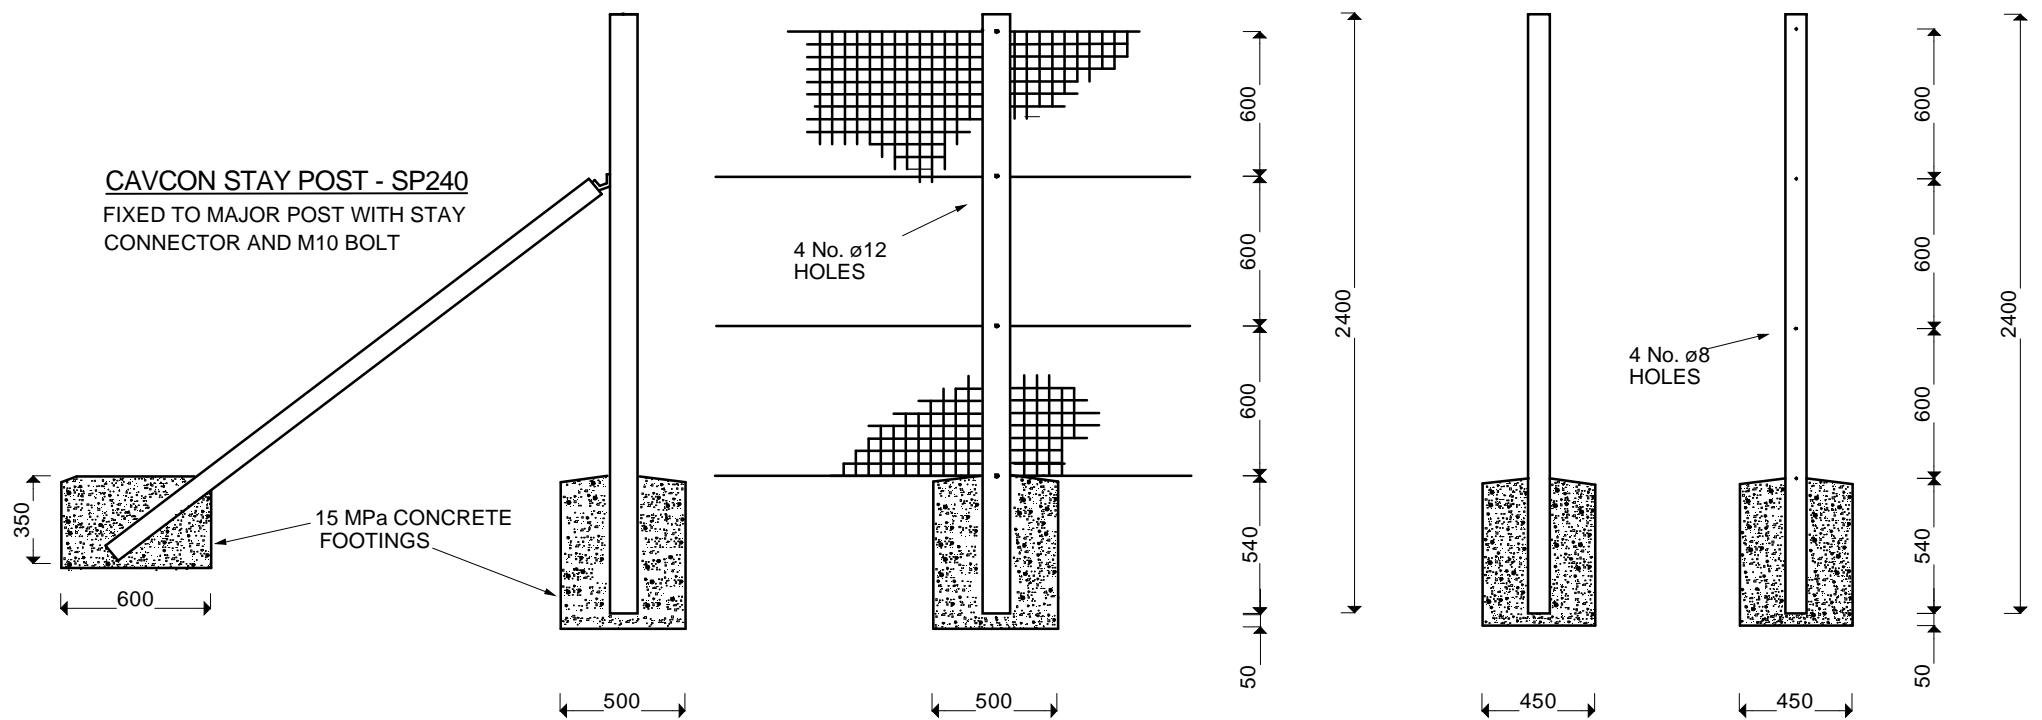 CAVCON STAY POST - SP240
FIXED TO MAJOR POST WITH STAY
CONNECTOR AND M10 BOLT
350
600
15 MPa CONCRETE
FOOTINGS
500
4 No. ø12
HOLES
500
600
600
600
540
50
2400
450
4 No. ø8
HOLES
450
600
600
600
540
50
2400